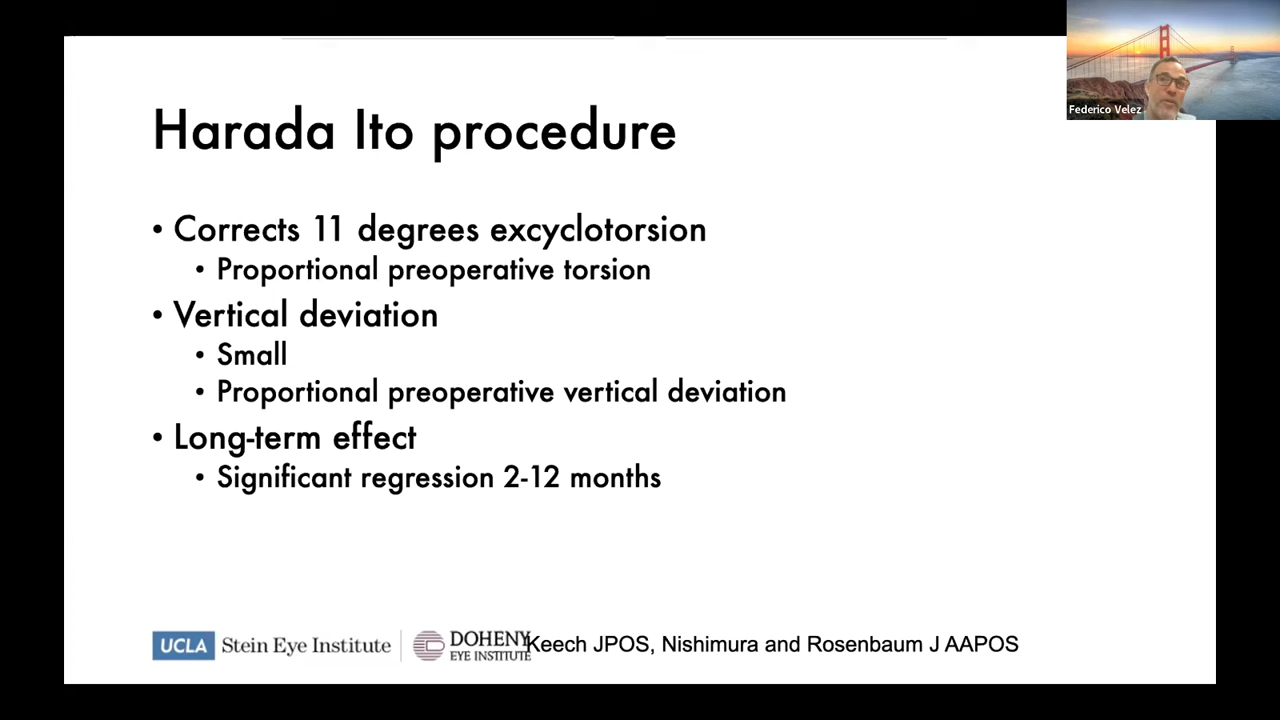 Federico Velez
Harada Ito procedure
• Corrects 11 degrees excyclotorsion
• Proportional preoperative torsion
• Vertical deviation
• Small
• Proportional preoperative vertical deviation
• Long-term effect
• Significant regression 2-12 months
UCLA Stein Eye Institute
DOHENY
EYE INSTITUTE
Keech JPOS, Nishimura and Rosenbaum J AAPOS